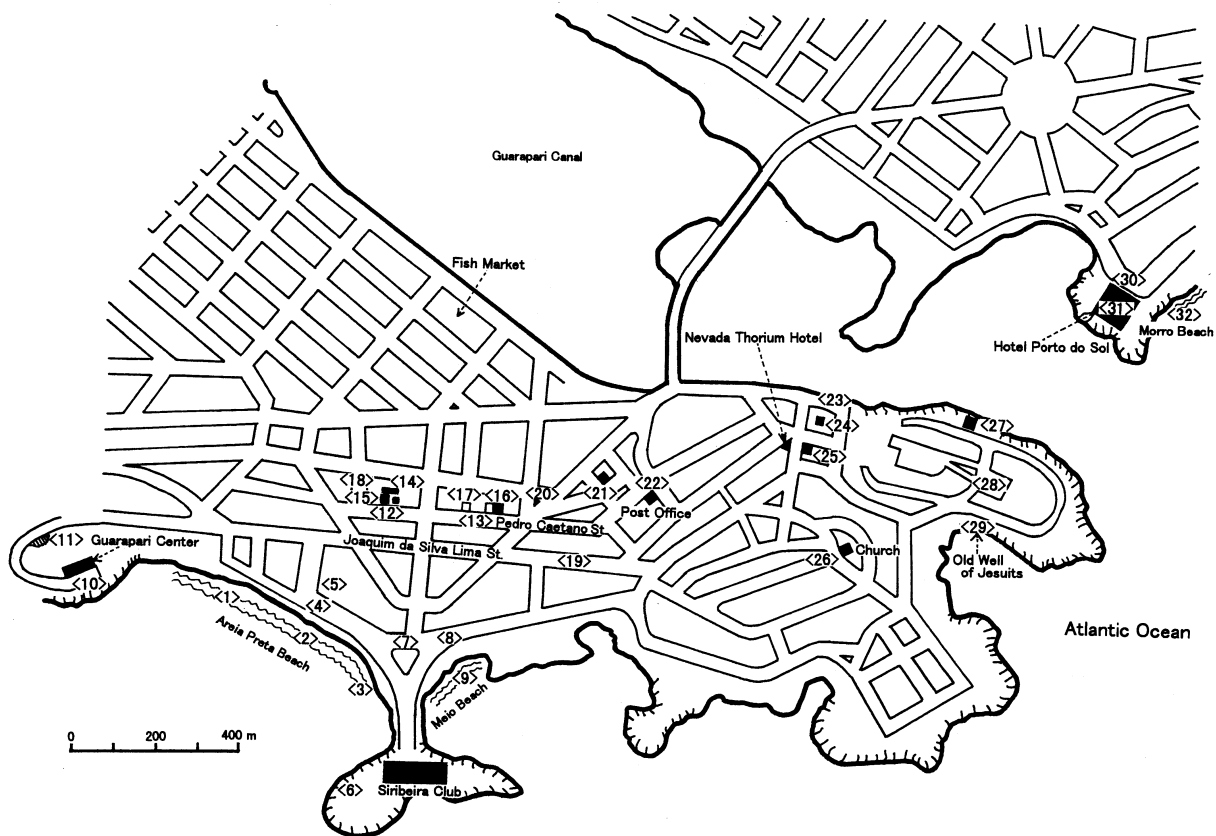 Guarapari Canal
Fish Market
<30>
<31>
<32>
Morro Beach
Hotel Porto do Sol
Nevada Thorium Hotel
<23>
<24>
<27>
<25>
<18>
<14>
<15>
<17>
<16>
<20>
<21>
<22>
<28>
<12>
<13>
Pedro Caetano St.
Post Office
<29>
<11>
Guarapari Center
Joaquim da Silva Lima St.
<19>
<26>
Church
Old Well
of Jesuits
<10>
<5>
<1>
<4>
Areia Preta Beach
<2>
<7>
<8>
Atlantic Ocean
<3>
<9>
Meio Beach
0 200 400 m
<6>
Siribeira Club